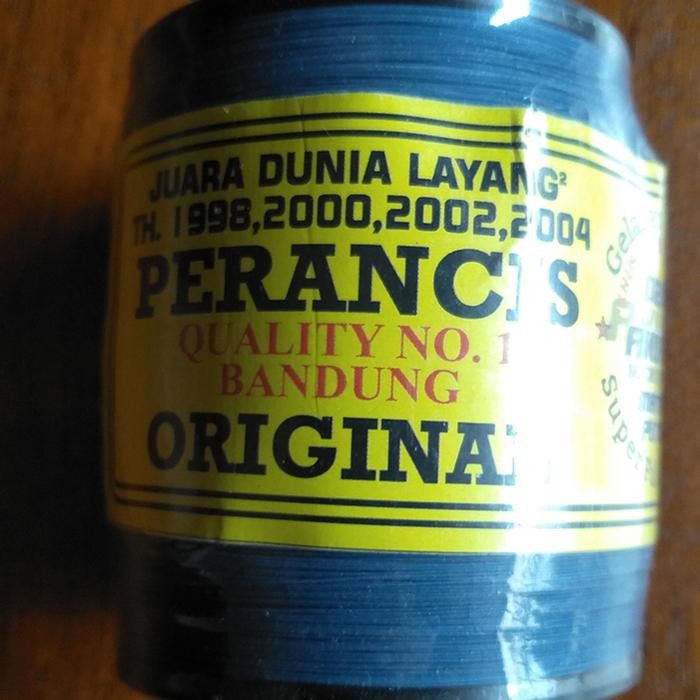 JUARA DUNIA LAYANG²
TH. 1998,2000,2002,2004
PERANCIS
QUALITY NO. 1
BANDUNG
ORIGINAL